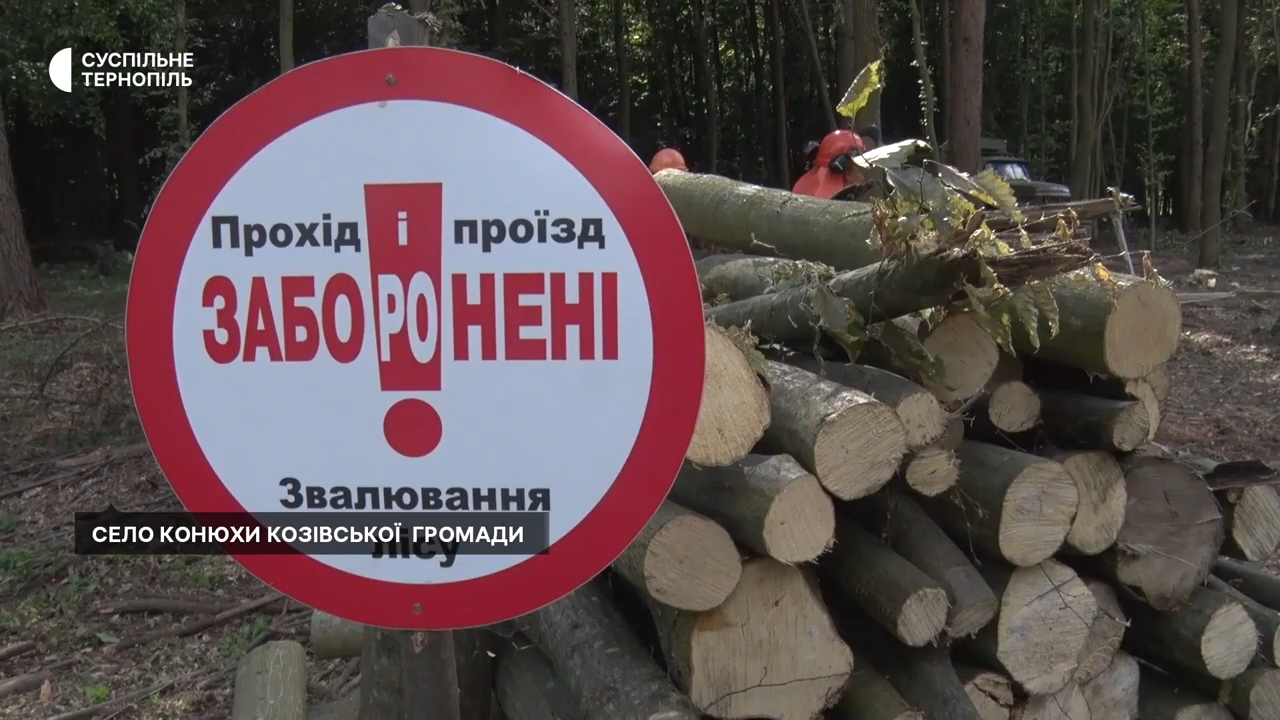 СУСПІЛЬНЕ
ТЕРНОПІЛЬ
Прохід і проїзд
ЗАБОРОНЕНІ
Звалювання
лісу
СЕЛО КОНЮХИ КОЗІВСЬКОЇ ГРОМАДИ